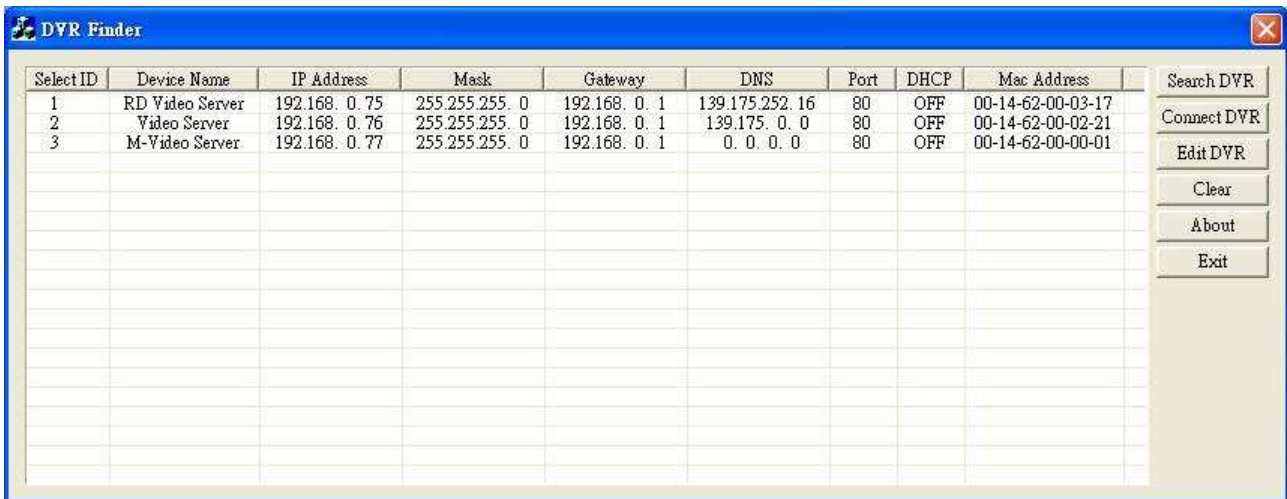 DVR Finder
Select ID Device Name IP Address Mask Gateway DNS Port DHCP Mac Address
1 RD Video Server 192.168. 0. 75 255.255.255. 0 192.168. 0. 1 139.175.252. 16 80 OFF 00-14-62-00-03-17
2 Video Server 192.168. 0. 76 255.255.255. 0 192.168. 0. 1 139.175. 0. 0 80 OFF 00-14-62-00-02-21
3 M-Video Server 192.168. 0. 77 255.255.255. 0 192.168. 0. 1 0. 0. 0. 0 80 OFF 00-14-62-00-00-01
Search DVR
Connect DVR
Edit DVR
Clear
About
Exit